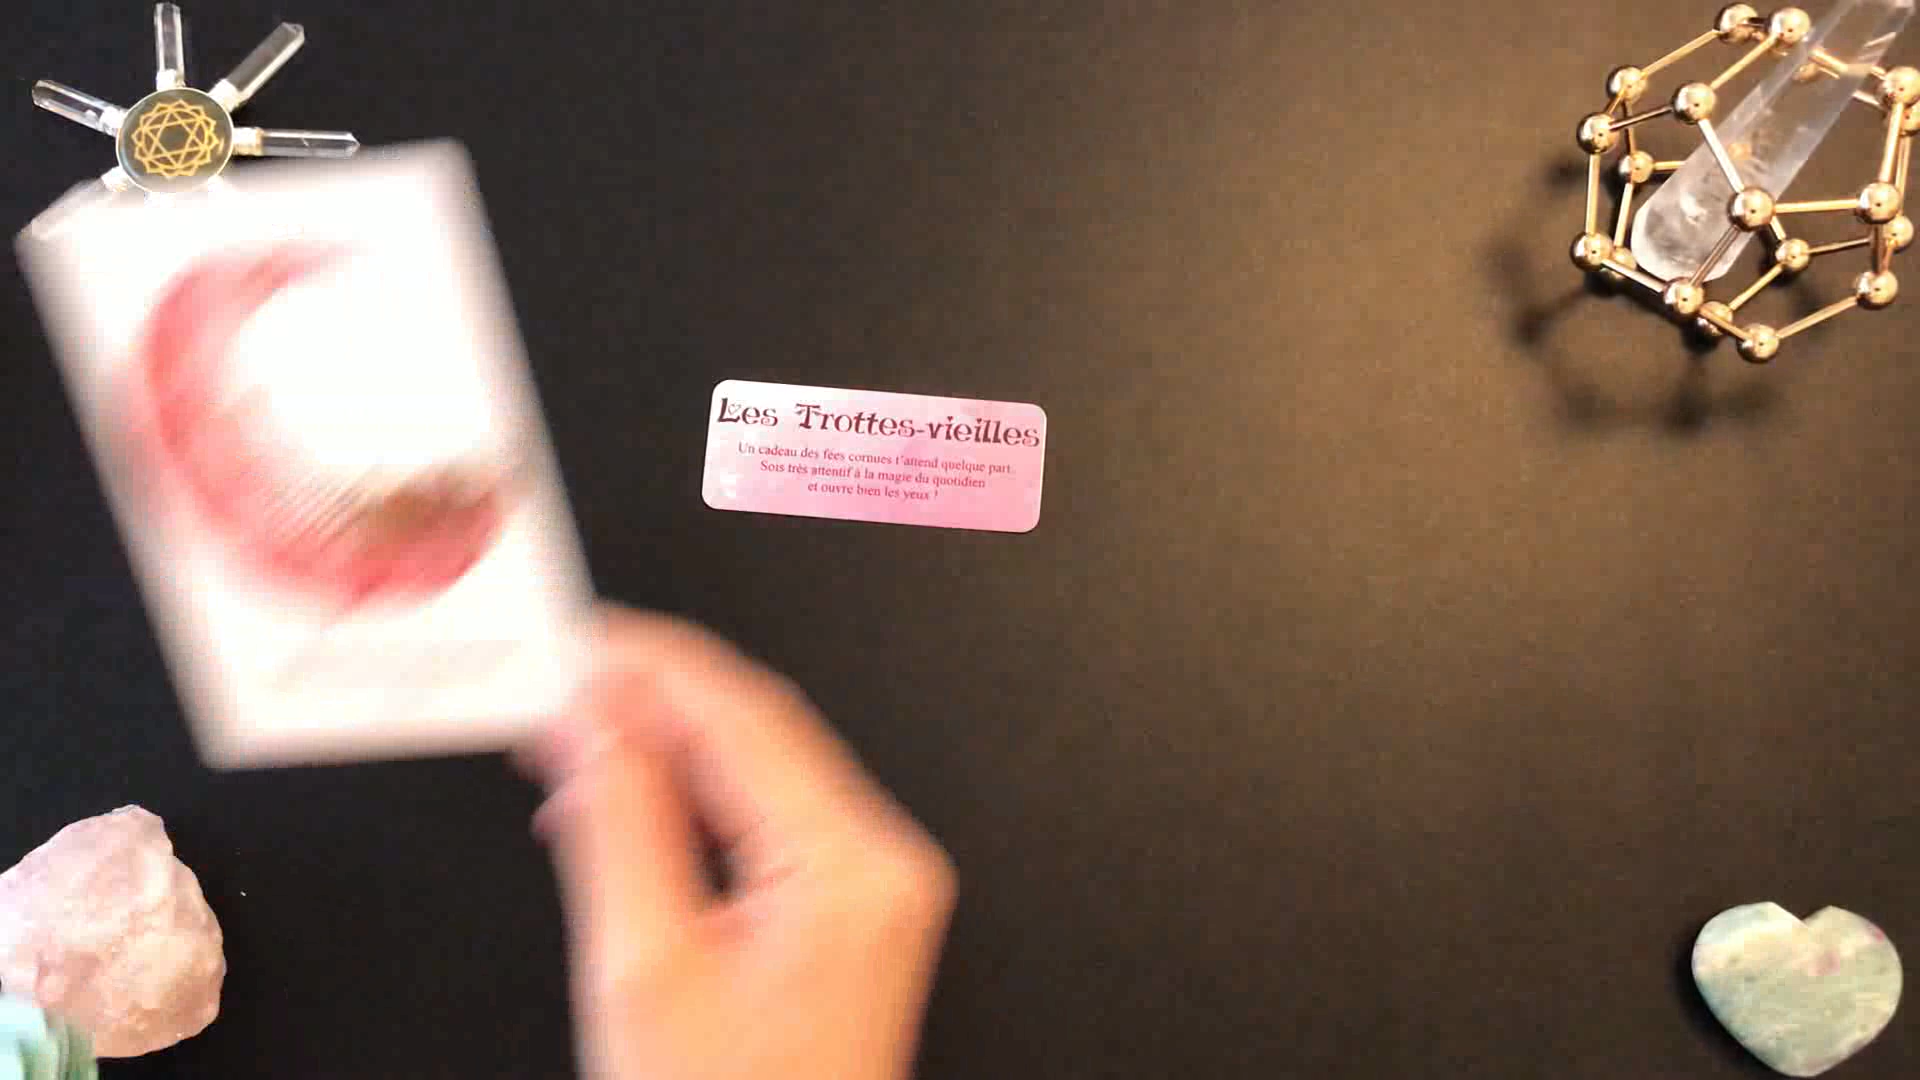 Les Trottes-vieilles
Un cadeau des fées cornues t'attend quelque part.
Sois très attentif à la magie du quotidien
et ouvre bien les yeux !